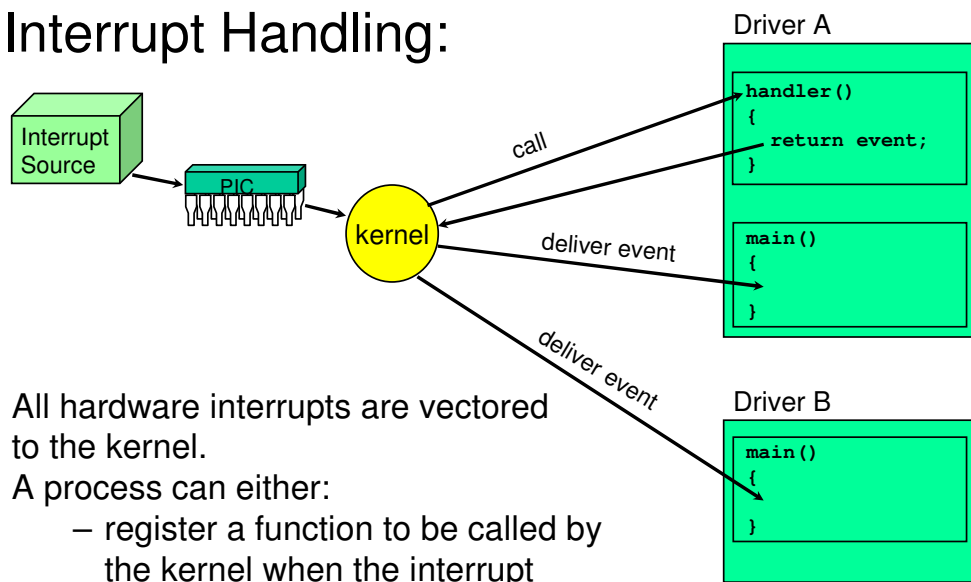 Interrupt Handling:
Driver A
Interrupt
Source
PIC
kernel
call
deliver event
deliver event
handler()
{
return event;
}
main()
{
}
Driver B
main()
{
}
All hardware interrupts are vectored
to the kernel.
A process can either:
– register a function to be called by
the kernel when the interrupt